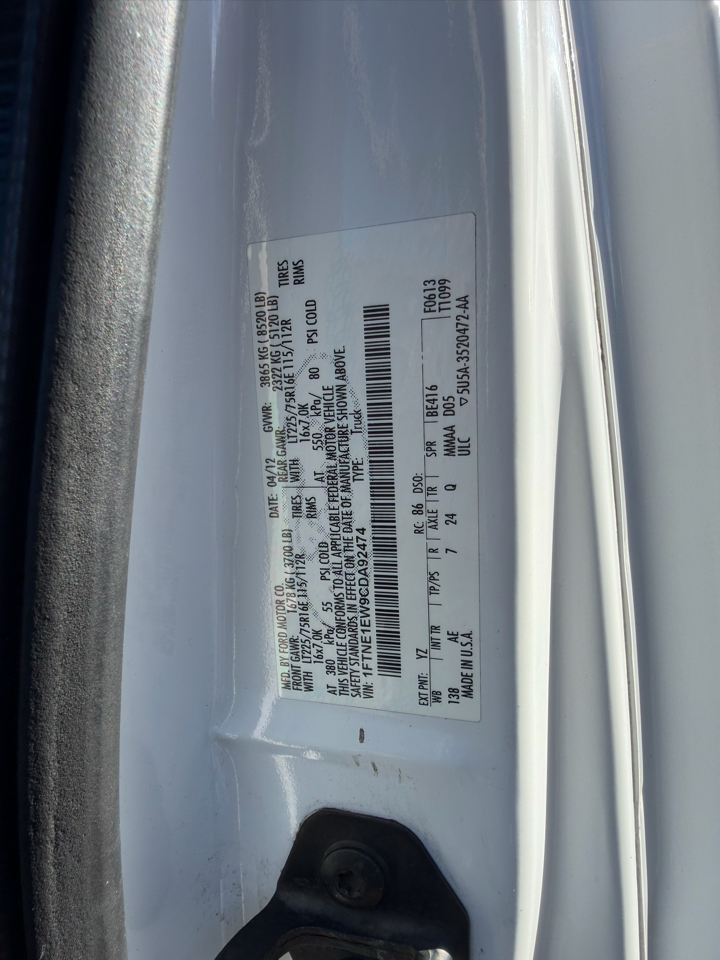 MFD. BY FORD MOTOR CO. DATE: 04/12 GVWR: 3865 KG ( 8520 LB)
FRONT GAWR: 1678 KG ( 3700 LB) REAR GAWR: 2322 KG ( 5120 LB)
WITH LT225/75R16E 115/112R TIRES WITH LT225/75R16E 115/112R TIRES
16x7.0K RIMS 16x7.0K RIMS
AT 380 kPa/ 55 PSI COLD AT 550 kPa/ 80 PSI COLD
THIS VEHICLE CONFORMS TO ALL APPLICABLE FEDERAL MOTOR VEHICLE
SAFETY STANDARDS IN EFFECT ON THE DATE OF MANUFACTURE SHOWN ABOVE.
VIN: 1FTNE1EW9CDA92474 TYPE: Truck
EXT PNT: YZ RC: 86 DSO: F0613
WB INT TR TP/PS R AXLE TR SPR BE416 T1099
138 AE 7 24 Q MMAA D05
MADE IN U.S.A. ULC ▽5U5A-3520472-AA